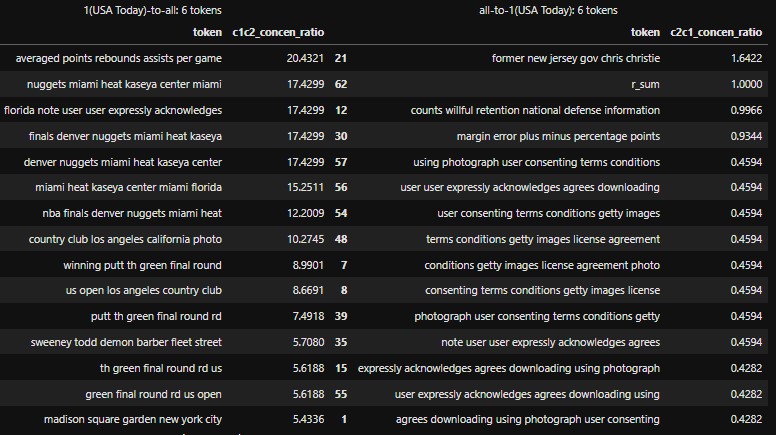 1(USA Today)-to-all: 6 tokens all-to-1(USA Today): 6 tokens
token c1c2_concen_ratio token c2c1_concen_ratio
averaged points rebounds assists per game 20.4321 21 former new jersey gov chris christie 1.6422
nuggets miami heat kaseya center miami 17.4299 62 r_sum 1.0000
florida note user user expressly acknowledges 17.4299 12 counts willful retention national defense information 0.9966
finals denver nuggets miami heat kaseya 17.4299 30 margin error plus minus percentage points 0.9344
denver nuggets miami heat kaseya center 17.4299 57 using photograph user consenting terms conditions 0.4594
miami heat kaseya center miami florida 15.2511 56 user user expressly acknowledges agrees downloading 0.4594
nba finals denver nuggets miami heat 12.2009 54 user consenting terms conditions getty images 0.4594
country club los angeles california photo 10.2745 48 terms conditions getty images license agreement 0.4594
winning putt th green final round 8.9901 7 conditions getty images license agreement photo 0.4594
us open los angeles country club 8.6691 8 consenting terms conditions getty images license 0.4594
putt th green final round rd 7.4918 39 photograph user consenting terms conditions getty 0.4594
sweeney todd demon barber fleet street 5.7080 35 note user user expressly acknowledges agrees 0.4594
th green final round rd us 5.6188 15 expressly acknowledges agrees downloading using photograph 0.4282
green final round rd us open 5.6188 55 user expressly acknowledges agrees downloading using 0.4282
madison square garden new york city 5.4336 1 agrees downloading using photograph user consenting 0.4282